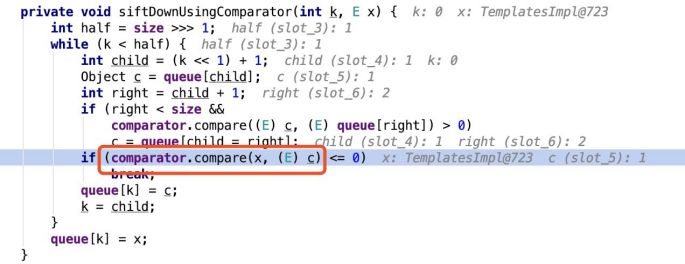 private void siftDownUsingComparator(int k, E x) {  k: 0  x: TemplatesImpl@723
    int half = size >>> 1;  half (slot_3): 1
    while (k < half) {  half (slot_3): 1
        int child = (k << 1) + 1;  child (slot_4): 1  k: 0
        Object c = queue[child];  c (slot_5): 1
        int right = child + 1;  right (slot_6): 2
        if (right < size &&
            comparator.compare((E) c, (E) queue[right]) > 0)
            c = queue[child = right];  child (slot_4): 1  right (slot_6): 2
        if (comparator.compare(x, (E) c) <= 0)  x: TemplatesImpl@723  c (slot_5): 1
            break;
        queue[k] = c;
        k = child;
    }
    queue[k] = x;
}